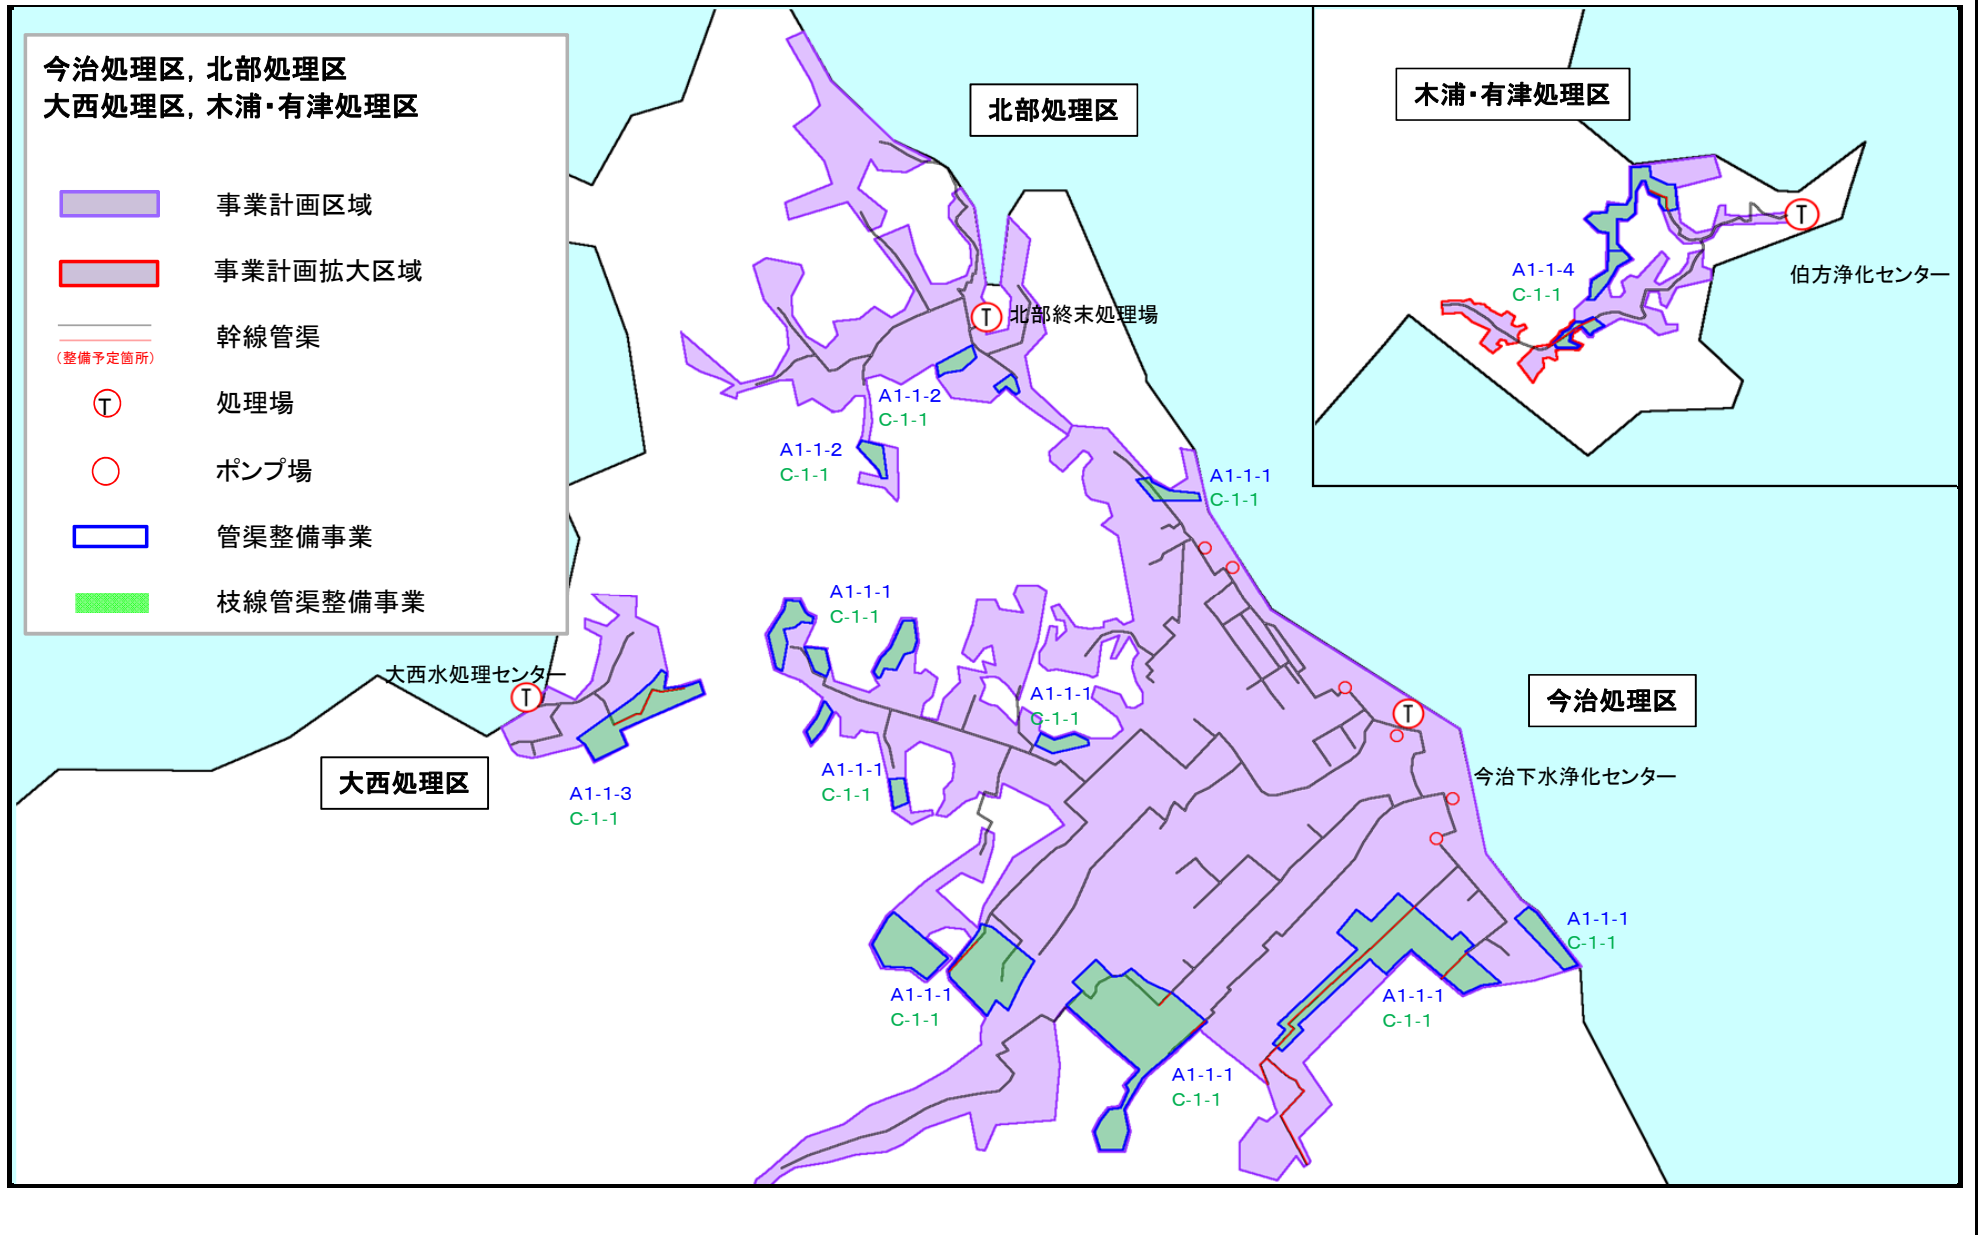 今治処理区，北部処理区
大西処理区，木浦・有津処理区
事業計画区域
事業計画拡大区域
幹線管渠
（整備予定箇所）
T
処理場
ポンプ場
管渠整備事業
枝線管渠整備事業
北部処理区
木浦・有津処理区
T
伯方浄化センター
A1-1-4
C-1-1
T
北部終末処理場
A1-1-2
C-1-1
A1-1-2
C-1-1
A1-1-1
C-1-1
A1-1-1
C-1-1
大西水処理センター
T
A1-1-1
C-1-1
今治処理区
T
大西処理区
A1-1-3
C-1-1
A1-1-1
C-1-1
今治下水浄化センター
A1-1-1
C-1-1
A1-1-1
C-1-1
A1-1-1
C-1-1
A1-1-1
C-1-1